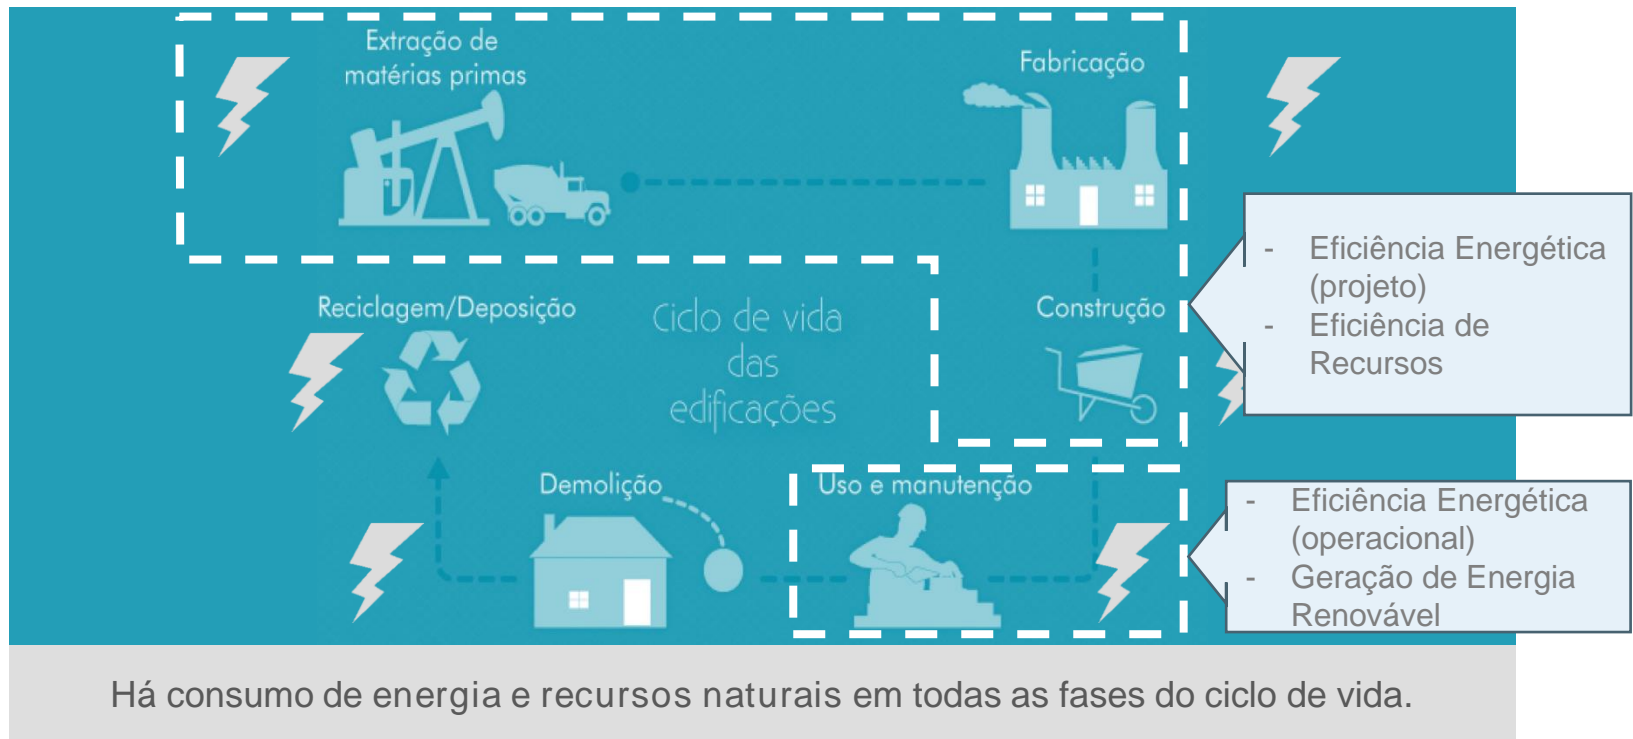 Extração de
matérias primas
Fabricação
- Eficiência Energética
(projeto)
- Eficiência de
Recursos
Reciclagem/Deposição
Ciclo de vida
das
edificações
Construção
Demolição
Uso e manutenção
- Eficiência Energética
(operacional)
- Geração de Energia
Renovável
Há consumo de energia e recursos naturais em todas as fases do ciclo de vida.